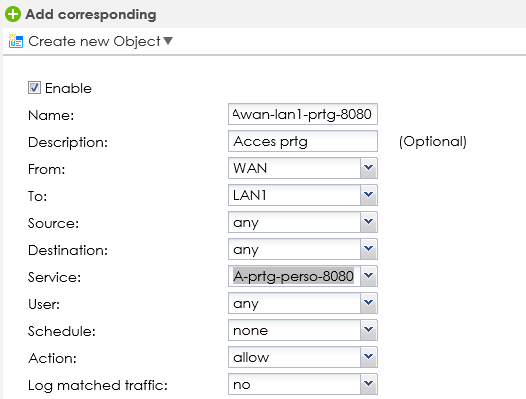 Add corresponding
Create new Object
Enable
Name: Awan-lan1-prtg-8080
Description: Acces prtg (Optional)
From: WAN
To: LAN1
Source: any
Destination: any
Service: A-prtg-perso-8080
User: any
Schedule: none
Action: allow
Log matched traffic: no